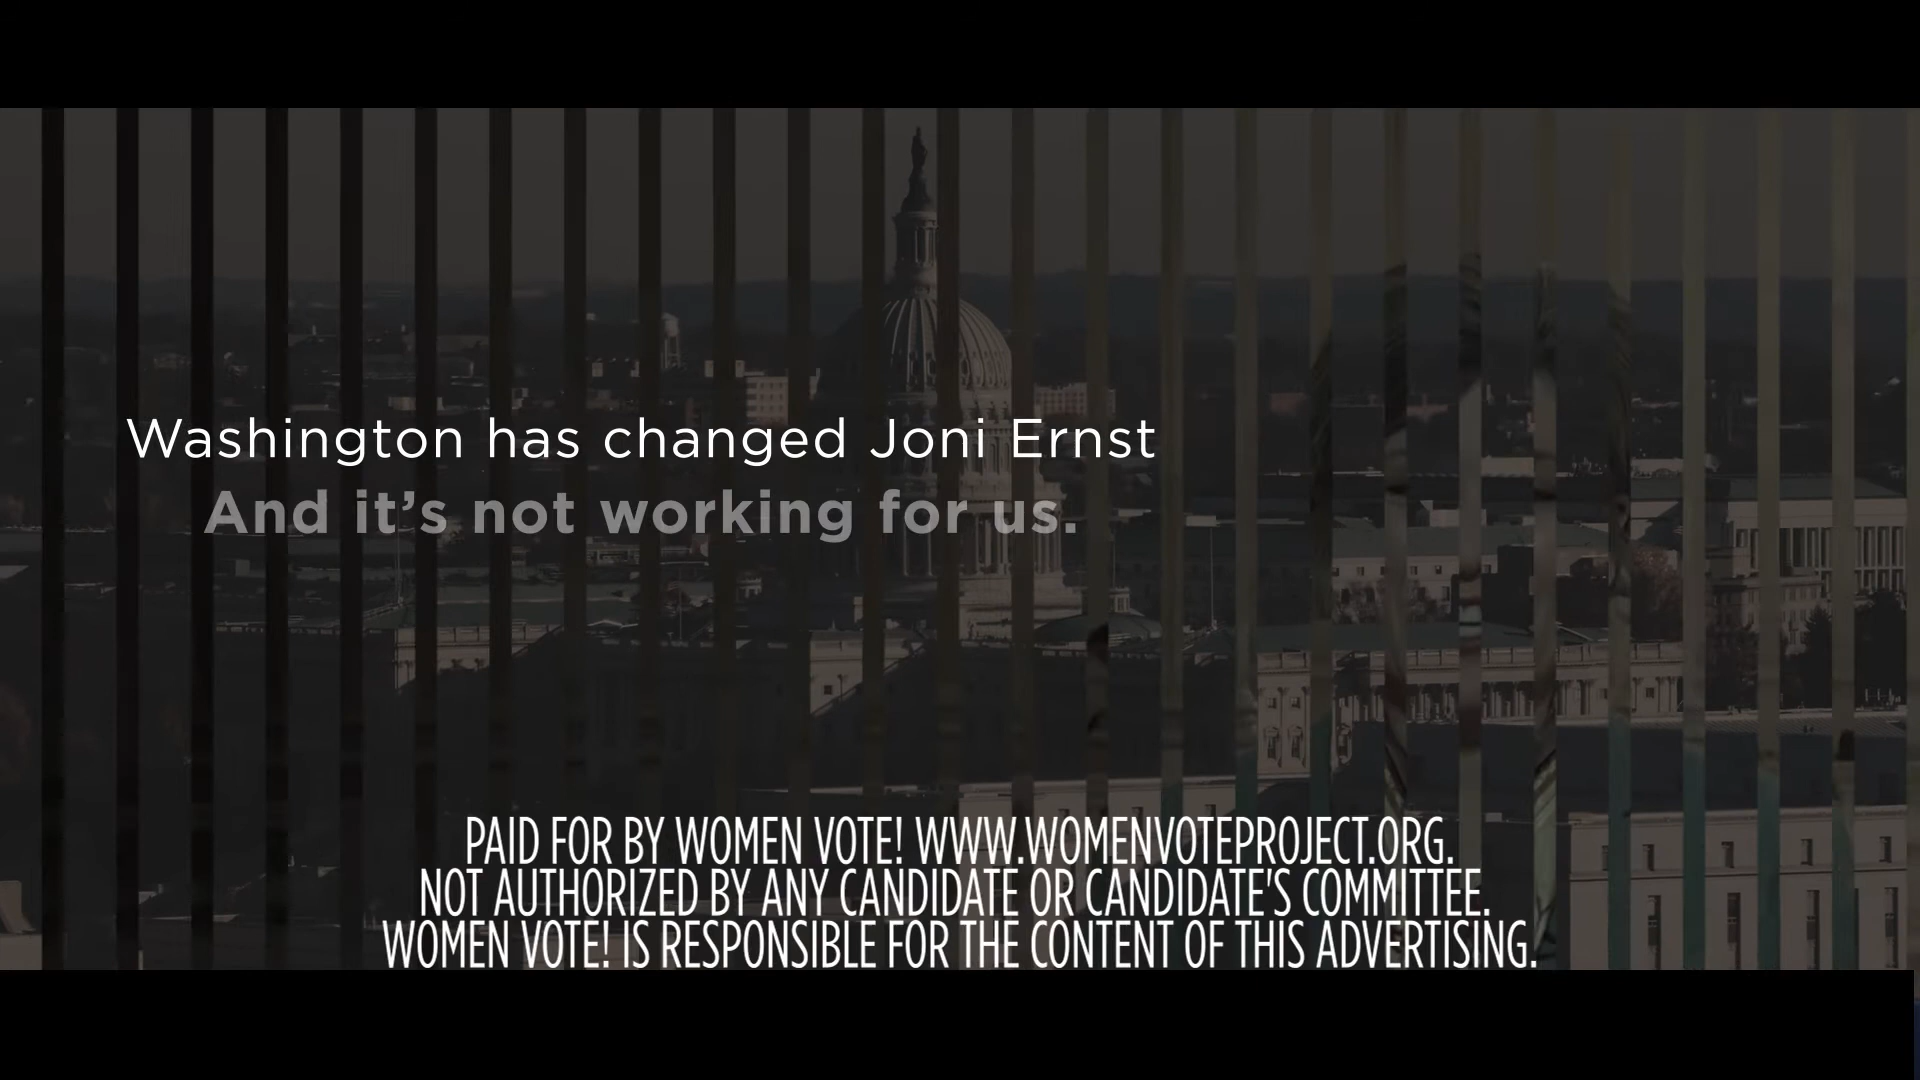 Washington has changed Joni Ernst
And it’s not working for us.
PAID FOR BY WOMEN VOTE! WWW.WOMENVOTEPROJECT.ORG.
NOT AUTHORIZED BY ANY CANDIDATE OR CANDIDATE'S COMMITTEE.
WOMEN VOTE! IS RESPONSIBLE FOR THE CONTENT OF THIS ADVERTISING.